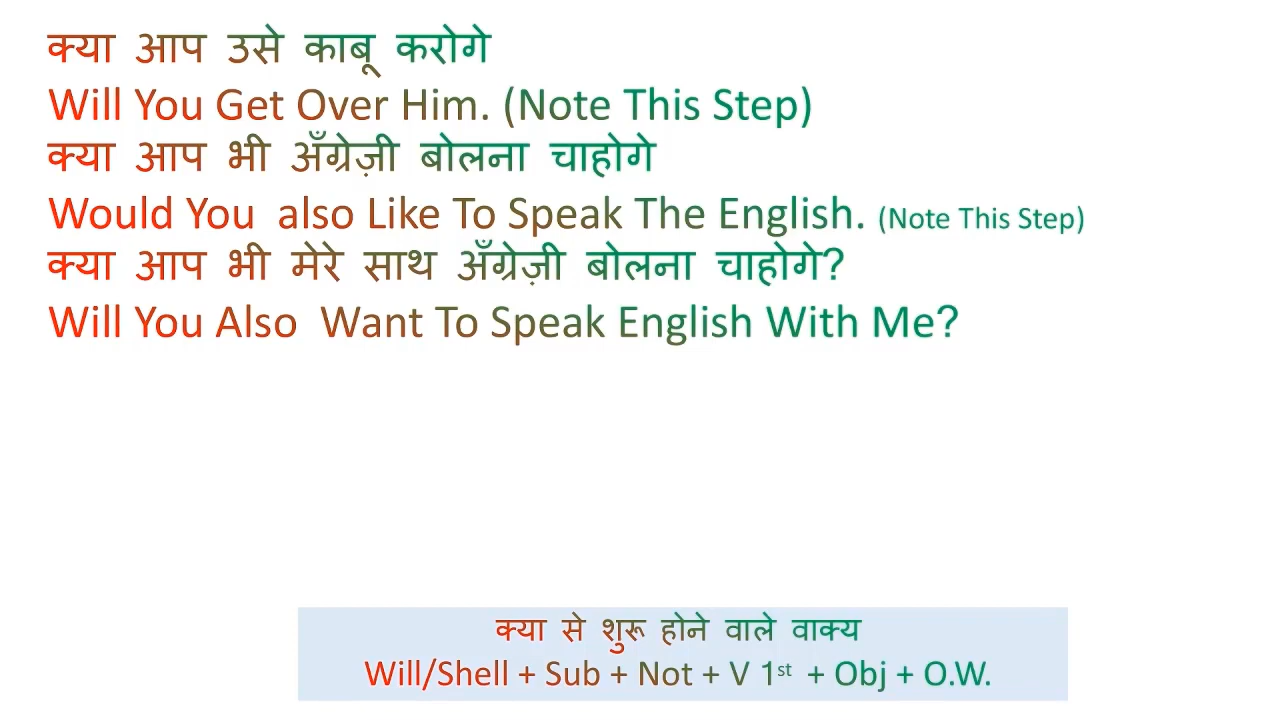 क्या आप उसे काबू करोगे
Will You Get Over Him. (Note This Step)
क्या आप भी अँग्रेज़ी बोलना चाहोगे
Would You also Like To Speak The English. (Note This Step)
क्या आप भी मेरे साथ अँग्रेज़ी बोलना चाहोगे?
Will You Also Want To Speak English With Me?
क्या से शुरू होने वाले वाक्य
Will/Shell + Sub + Not + V 1st + Obj + O.W.